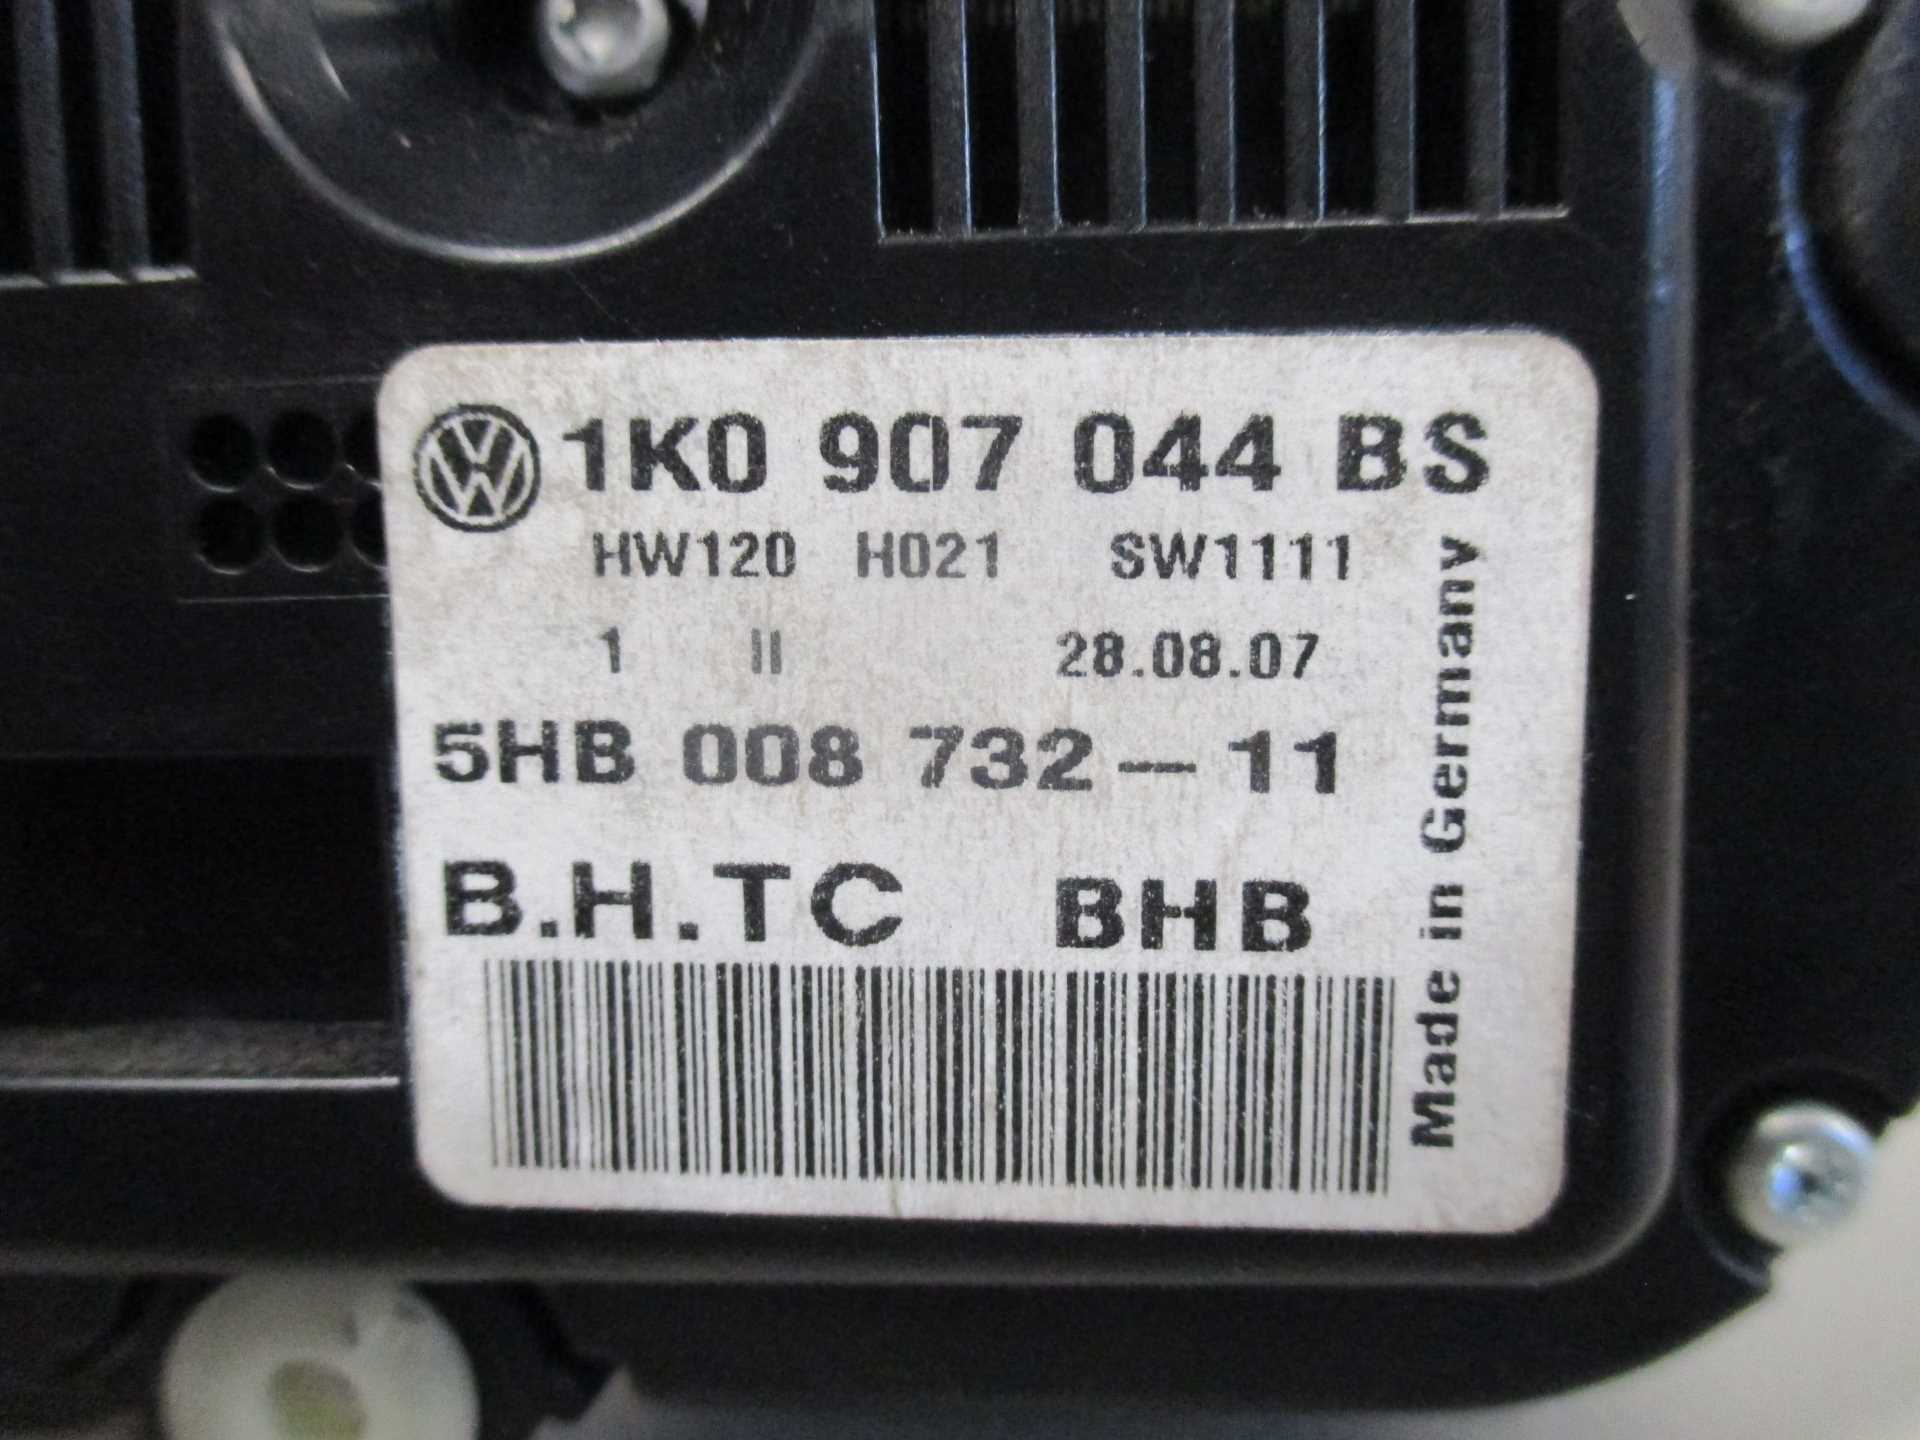 1K0 907 044 BS
HW120 H021 SW1111
1 II 28.08.07
5HB 008 732-11
B.H.TC BHB
Made in Germany